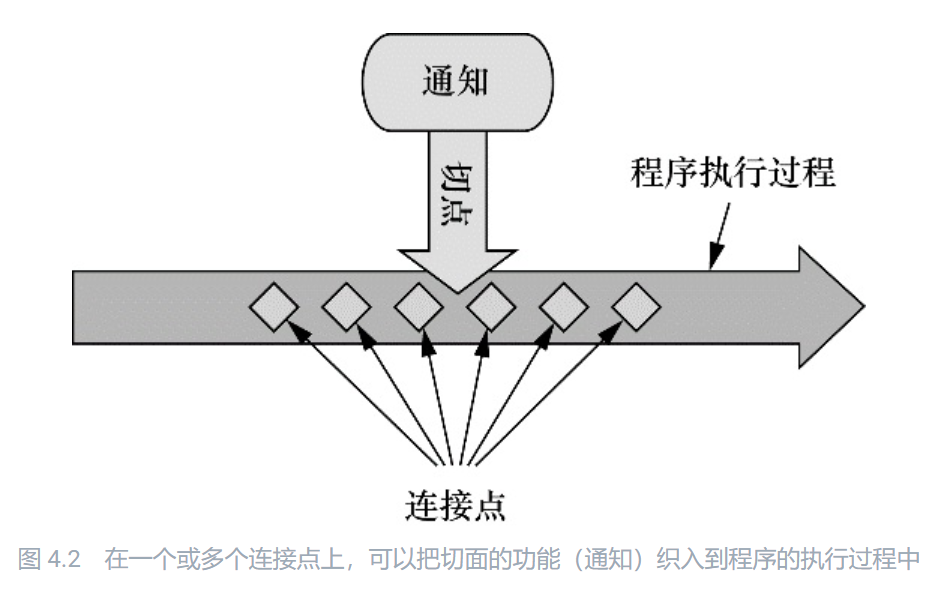 通知
切点
程序执行过程
连接点
图 4.2 在一个或多个连接点上，可以把切面的功能（通知）织入到程序的执行过程中